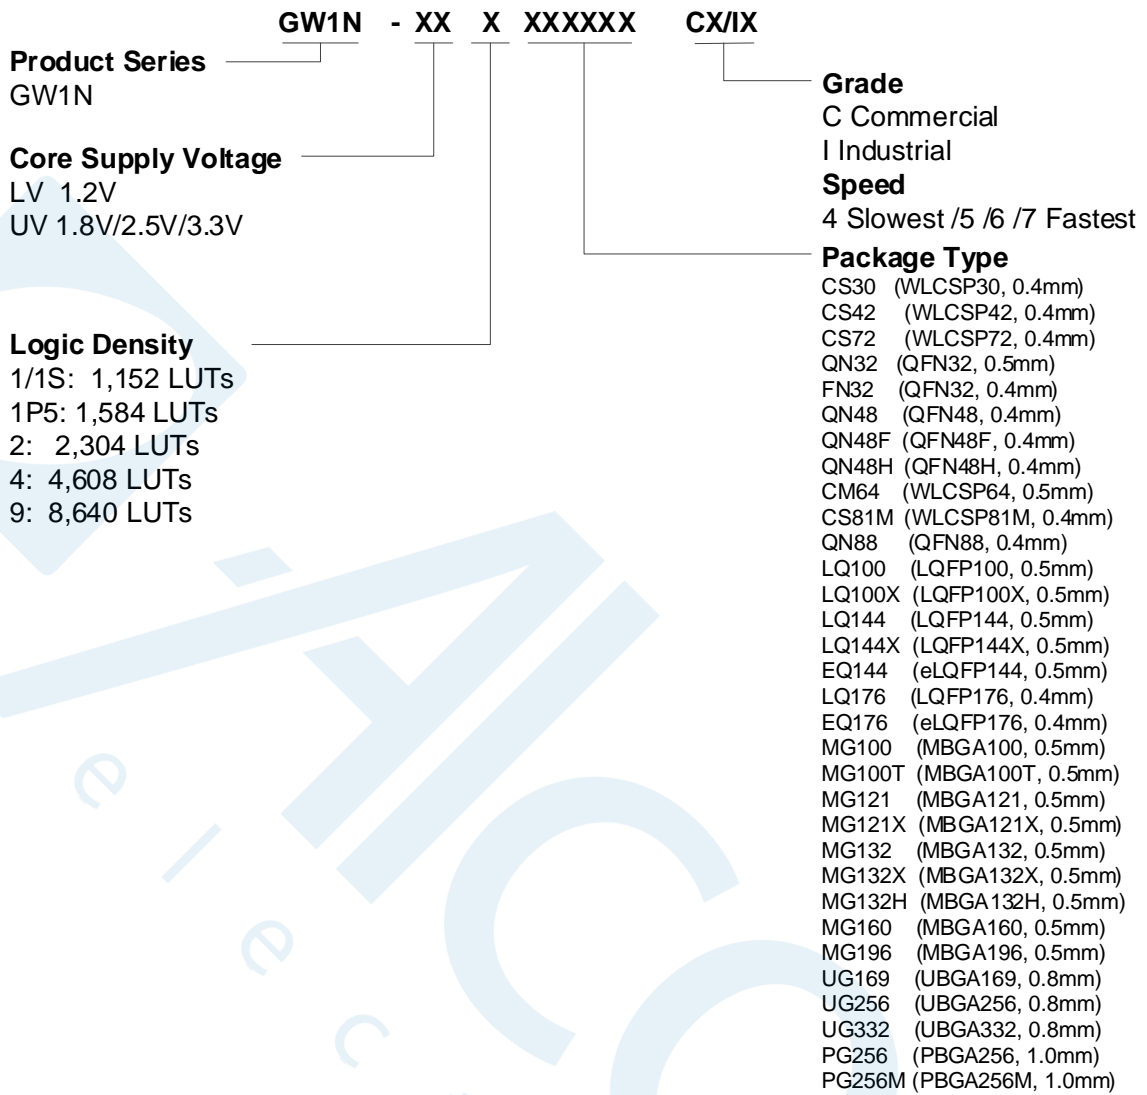 GW1N - XX X XXXXXX CX/IX
Product Series
GW1N
Core Supply Voltage
LV 1.2V
UV 1.8V/2.5V/3.3V
Logic Density
1/1S: 1,152 LUTs
1P5: 1,584 LUTs
2: 2,304 LUTs
4: 4,608 LUTs
9: 8,640 LUTs
Grade
C Commercial
I Industrial
Speed
4 Slowest /5 /6 /7 Fastest
Package Type
CS30 (WLCSP30, 0.4mm)
CS42 (WLCSP42, 0.4mm)
CS72 (WLCSP72, 0.4mm)
QN32 (QFN32, 0.5mm)
FN32 (QFN32, 0.4mm)
QN48 (QFN48, 0.4mm)
QN48F (QFN48F, 0.4mm)
QN48H (QFN48H, 0.4mm)
CM64 (WLCSP64, 0.5mm)
CS81M (WLCSP81M, 0.4mm)
QN88 (QFN88, 0.4mm)
LQ100 (LQFP100, 0.5mm)
LQ100X (LQFP100X, 0.5mm)
LQ144 (LQFP144, 0.5mm)
LQ144X (LQFP144X, 0.5mm)
EQ144 (eLQFP144, 0.5mm)
LQ176 (LQFP176, 0.4mm)
EQ176 (eLQFP176, 0.4mm)
MG100 (MBGA100, 0.5mm)
MG100T (MBGA100T, 0.5mm)
MG121 (MBGA121, 0.5mm)
MG121X (MBGA121X, 0.5mm)
MG132 (MBGA132, 0.5mm)
MG132X (MBGA132X, 0.5mm)
MG132H (MBGA132H, 0.5mm)
MG160 (MBGA160, 0.5mm)
MG196 (MBGA196, 0.5mm)
UG169 (UBGA169, 0.8mm)
UG256 (UBGA256, 0.8mm)
UG332 (UBGA332, 0.8mm)
PG256 (PBGA256, 1.0mm)
PG256M (PBGA256M, 1.0mm)